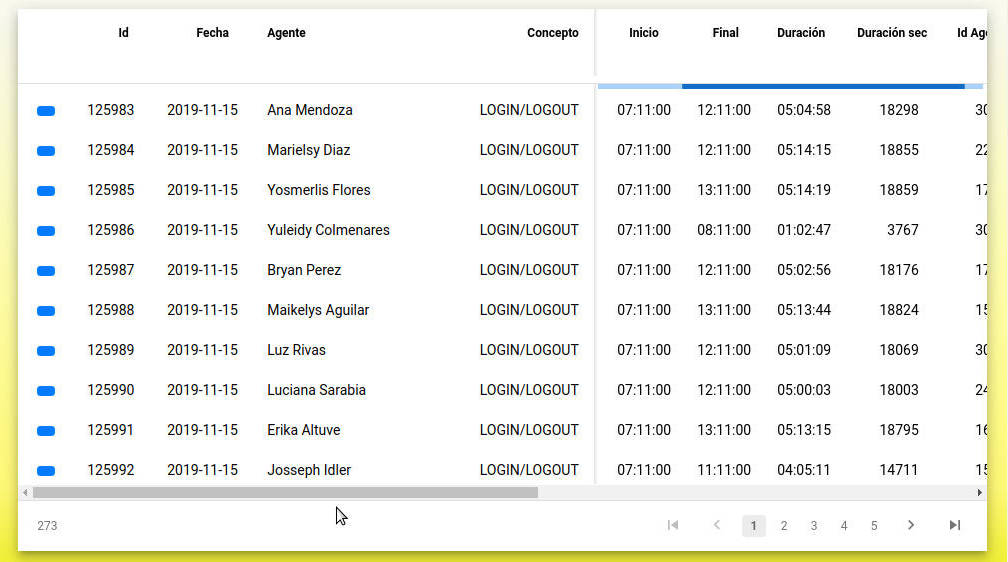 Id Fecha Agente Concepto Inicio Final Duración Duración sec Id Age
125983 2019-11-15 Ana Mendoza LOGIN/LOGOUT 07:11:00 12:11:00 05:04:58 18298 30
125984 2019-11-15 Marielsy Diaz LOGIN/LOGOUT 07:11:00 12:11:00 05:14:15 18855 22
125985 2019-11-15 Yosmerlis Flores LOGIN/LOGOUT 07:11:00 13:11:00 05:14:19 18859 17
125986 2019-11-15 Yuleidy Colmenares LOGIN/LOGOUT 07:11:00 08:11:00 01:02:47 3767 30
125987 2019-11-15 Bryan Perez LOGIN/LOGOUT 07:11:00 12:11:00 05:02:56 18176 17
125988 2019-11-15 Maikelys Aguilar LOGIN/LOGOUT 07:11:00 13:11:00 05:13:44 18824 15
125989 2019-11-15 Luz Rivas LOGIN/LOGOUT 07:11:00 12:11:00 05:01:09 18069 30
125990 2019-11-15 Luciana Sarabia LOGIN/LOGOUT 07:11:00 12:11:00 05:00:03 18003 24
125991 2019-11-15 Erika Altuve LOGIN/LOGOUT 07:11:00 13:11:00 05:13:15 18795 16
125992 2019-11-15 Josseph Idler LOGIN/LOGOUT 07:11:00 11:11:00 04:05:11 14711 15
273 1 2 3 4 5